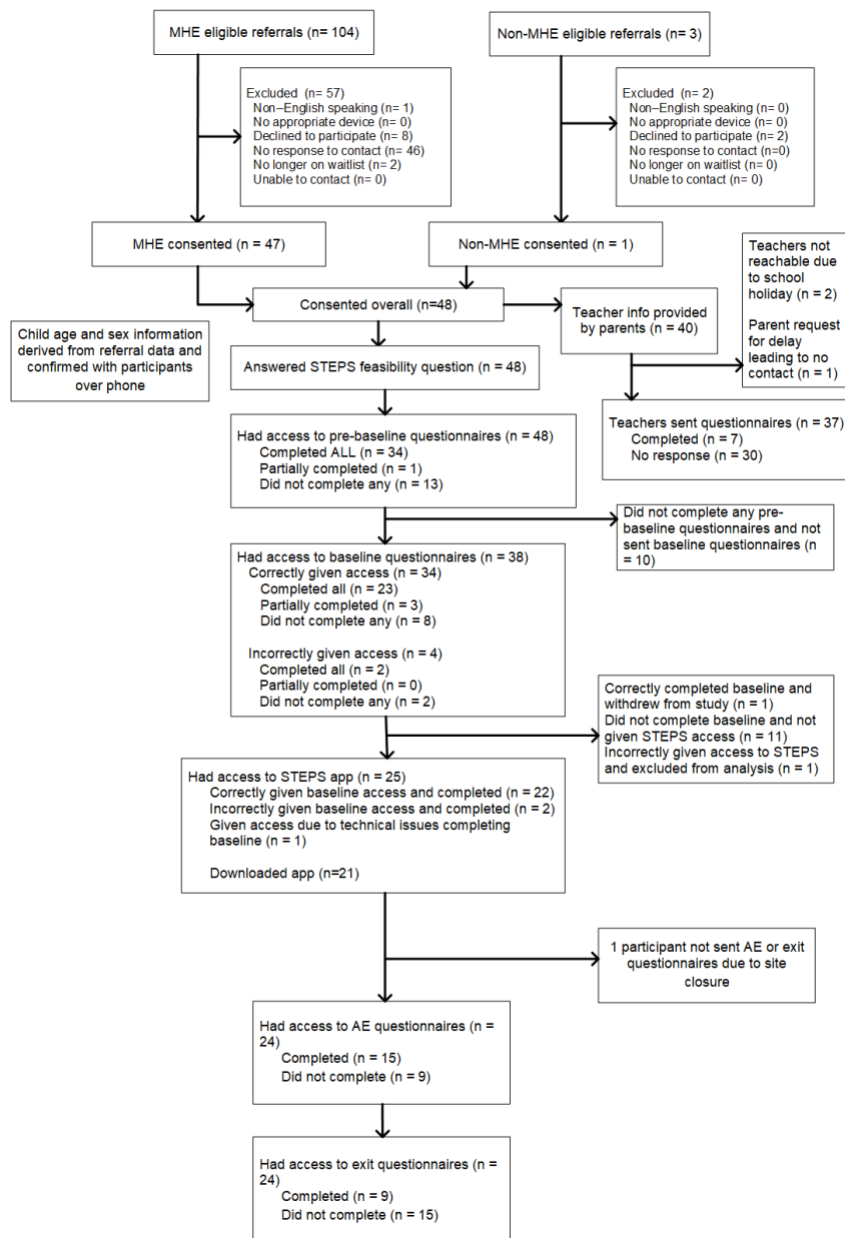 MHE eligible referrals (n= 104)
Non-MHE eligible referrals (n= 3)
Excluded (n= 57)
Non–English speaking (n= 1)
No appropriate device (n= 0)
Declined to participate (n= 8)
No response to contact (n= 46)
No longer on waitlist (n= 2)
Unable to contact (n= 0)
Excluded (n= 2)
Non–English speaking (n= 0)
No appropriate device (n= 0)
Declined to participate (n= 2)
No response to contact (n=0)
No longer on waitlist (n= 0)
Unable to contact (n= 0)
MHE consented (n = 47)
Non-MHE consented (n = 1)
Teachers not
reachable due to
school
holiday (n = 2)
Parent request
for delay
leading to no
contact (n = 1)
Consented overall (n=48)
Teacher info provided
by parents (n = 40)
Child age and sex information
derived from referral data and
confirmed with participants
over phone
Answered STEPS feasibility question (n = 48)
Teachers sent questionnaires (n = 37)
Completed (n = 7)
No response (n = 30)
Had access to pre-baseline questionnaires (n = 48)
Completed ALL (n = 34)
Partially completed (n = 1)
Did not complete any (n = 13)
Did not complete any pre-
baseline questionnaires and not
sent baseline questionnaires (n
= 10)
Had access to baseline questionnaires (n = 38)
Correctly given access (n = 34)
Completed all (n = 23)
Partially completed (n = 3)
Did not complete any (n = 8)
Incorrectly given access (n = 4)
Completed all (n = 2)
Partially completed (n = 0)
Did not complete any (n = 2)
Correctly completed baseline and
withdrew from study (n = 1)
Did not complete baseline and not
given STEPS access (n = 11)
Incorrectly given access to STEPS
and excluded from analysis (n = 1)
Had access to STEPS app (n = 25)
Correctly given baseline access and completed (n = 22)
Incorrectly given baseline access and completed (n = 2)
Given access due to technical issues completing
baseline (n = 1)
Downloaded app (n=21)
1 participant not sent AE or exit
questionnaires due to site
closure
Had access to AE questionnaires (n =
24)
Completed (n = 15)
Did not complete (n = 9)
Had access to exit questionnaires (n =
24)
Completed (n = 9)
Did not complete (n = 15)